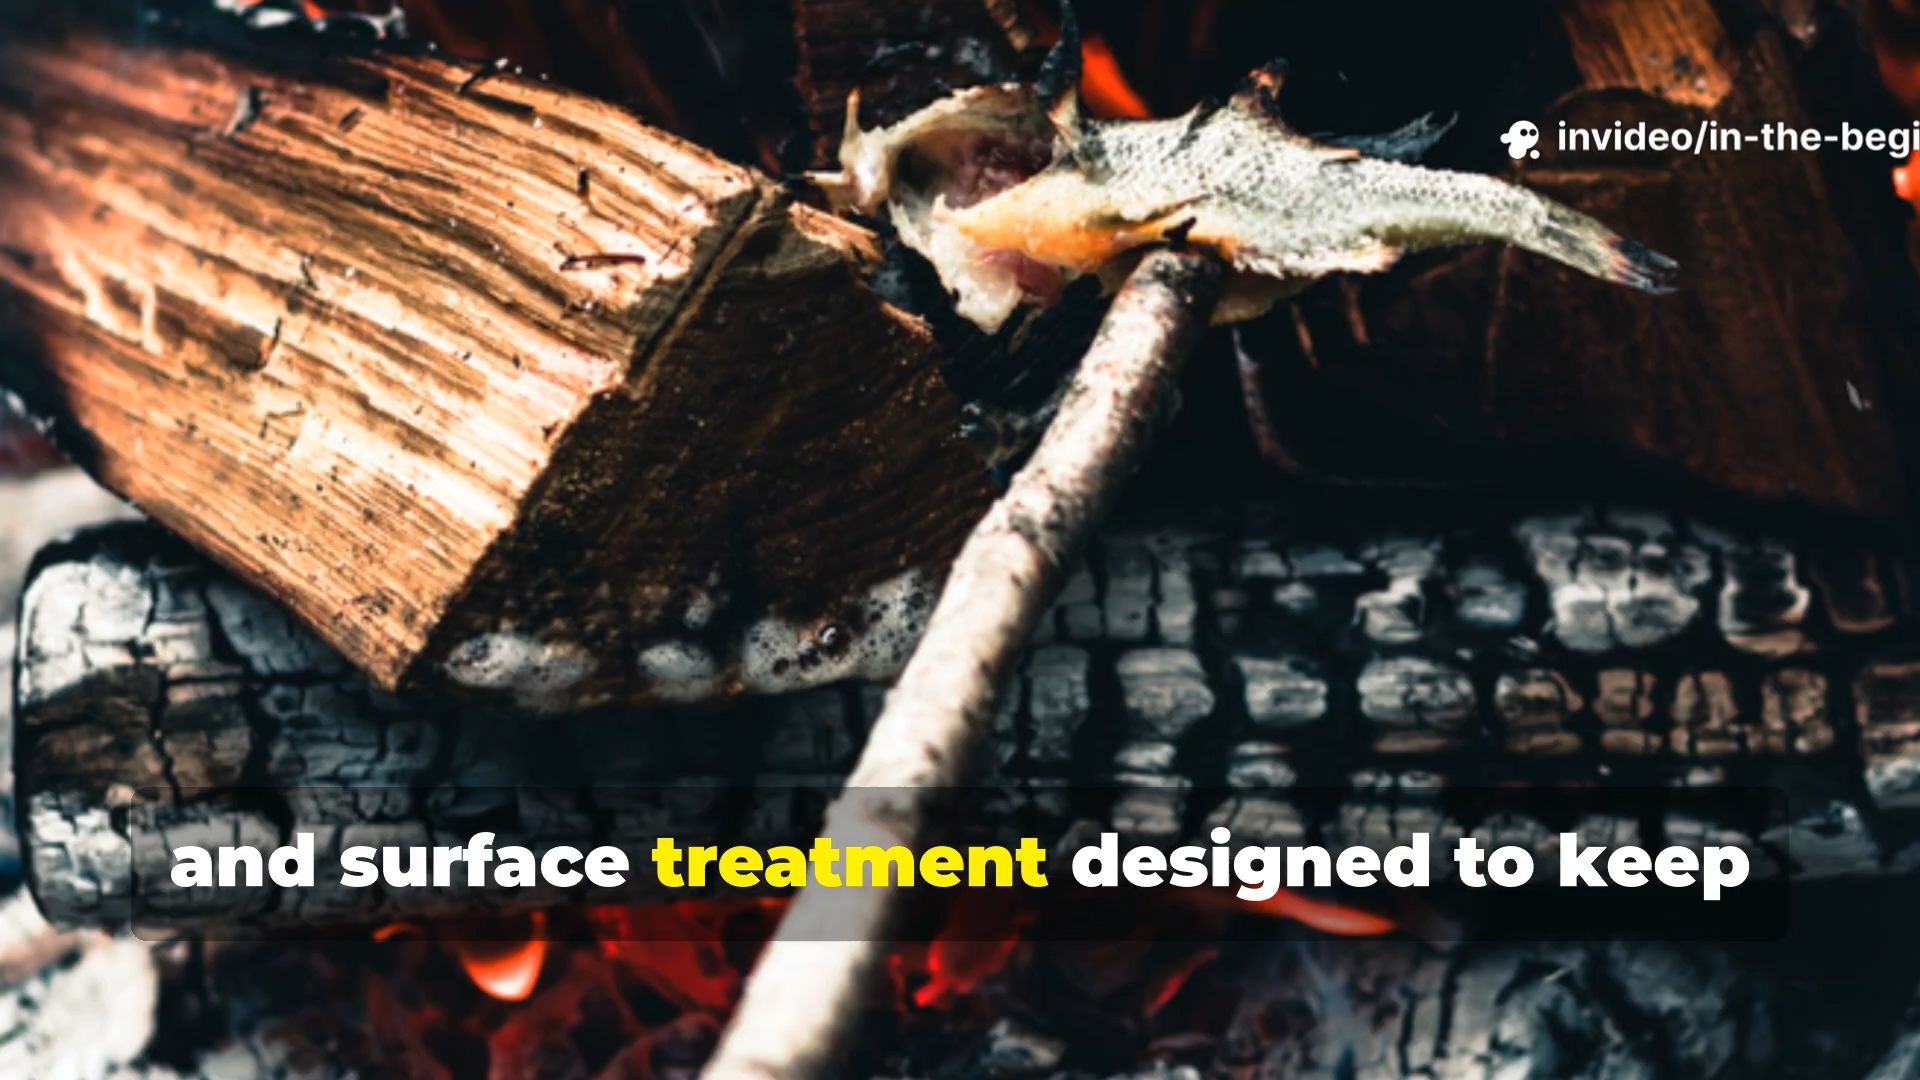 invideo/in-the-begi
and surface treatment designed to keep